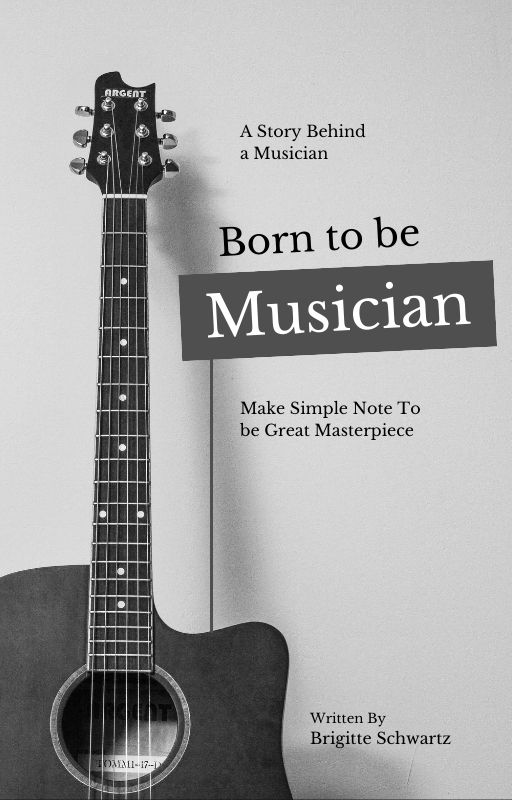 ARGENT
A Story Behind
a Musician
Born to be
Musician
Make Simple Note To
be Great Masterpiece
ARGENT
Written By
Brigitte Schwartz